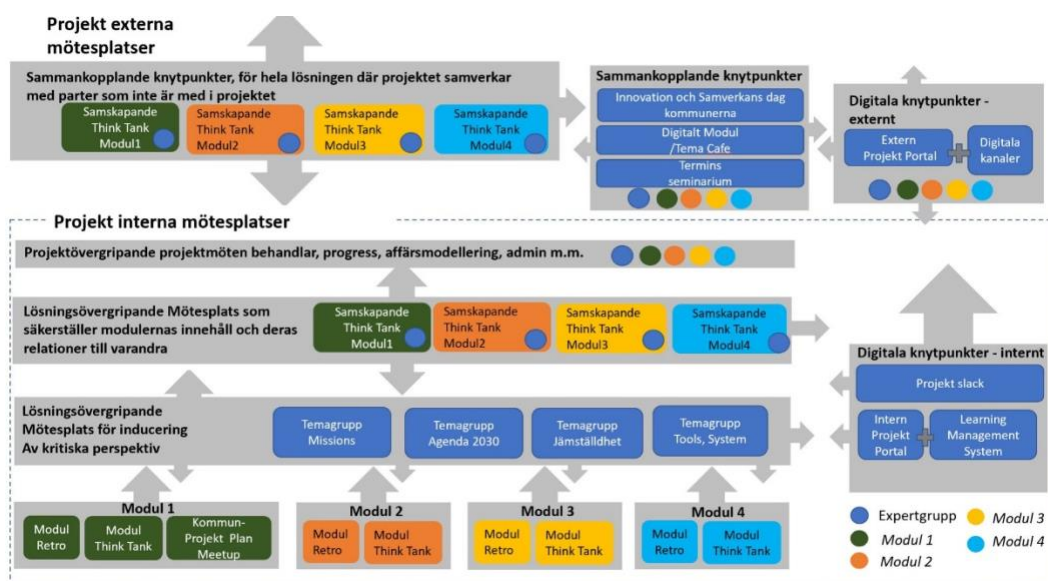 Projekt externa
mötesplatser
Sammankopplande knytpunkter, för hela lösningen där projektet samverkar
med parter som inte är med i projektet
Samskapande
Think Tank
Modul1
Samskapande
Think Tank
Modul2
Samskapande
Think Tank
Modul3
Samskapande
Think Tank
Modul4
Sammankopplande knytpunkter
Innovation och Samverkans dag
kommunerna
Digitalt Modul
/Tema Cafe
Termins
seminarium
Digitala knytpunkter -
externt
Extern
Projekt Portal
Digitala
kanaler
Projekt interna mötesplatser
Projektövergripande projektmöten behandlar, progress, affärsmodellering, admin m.m.
Lösningsövergripande Mötesplats som
säkerställer modulernas innehåll och deras
relationer till varandra
Samskapande
Think Tank
Modul1
Samskapande
Think Tank
Modul2
Samskapande
Think Tank
Modul3
Samskapande
Think Tank
Modul4
Lösningsövergripande
Mötesplats för inducering
Av kritiska perspektiv
Temagrupp
Missions
Temagrupp
Agenda 2030
Temagrupp
Jämställdhet
Temagrupp
Tools, System
Digitala knytpunkter - internt
Projekt slack
Intern
Projekt
Portal
Learning
Management
System
Modul 1
Modul
Retro
Modul
Think Tank
Kommun-
Projekt Plan
Meetup
Modul 2
Modul
Retro
Modul
Think Tank
Modul 3
Modul
Retro
Modul
Think Tank
Modul 4
Modul
Retro
Modul
Think Tank
Expertgrupp
Modul 1
Modul 2
Modul 3
Modul 4